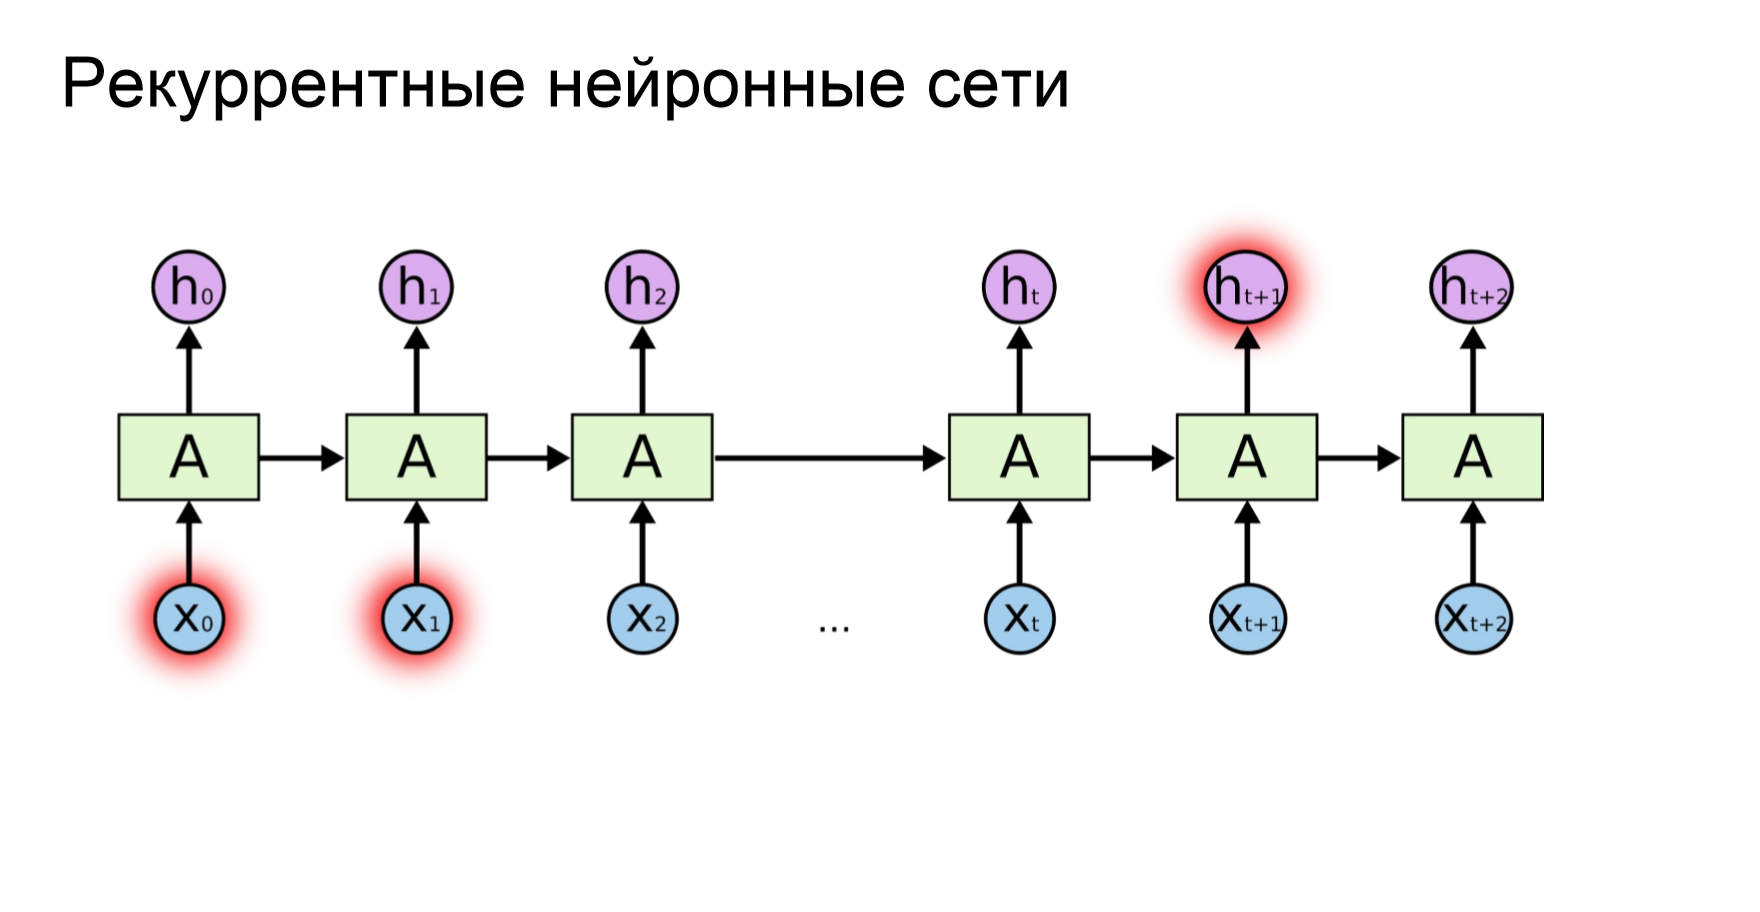 Рекуррентные нейронные сети
h0 h1 h2 ht ht+1 ht+2
A A A A A A
x0 x1 x2 ... xt xt+1 xt+2